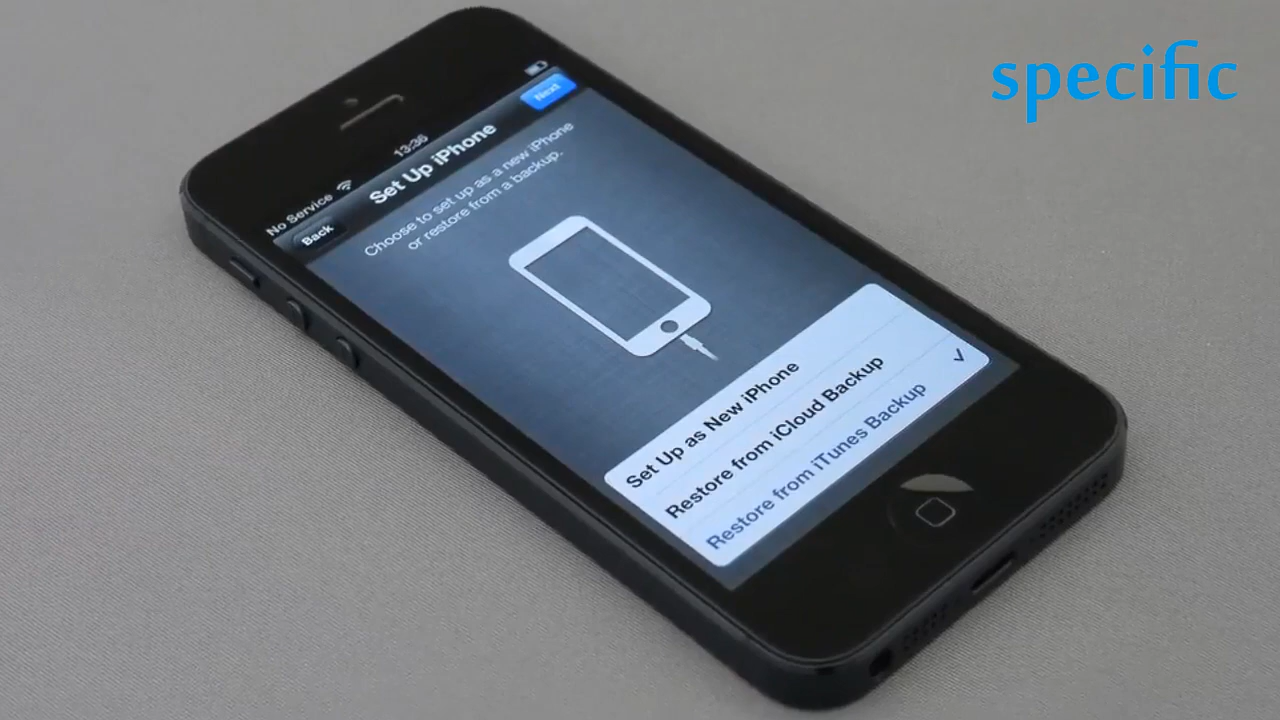 specific
No Service 13:36
Back Set Up iPhone Next
Choose to set up as a new iPhone
or restore from a backup.
Set Up as New iPhone
Restore from iCloud Backup
Restore from iTunes Backup